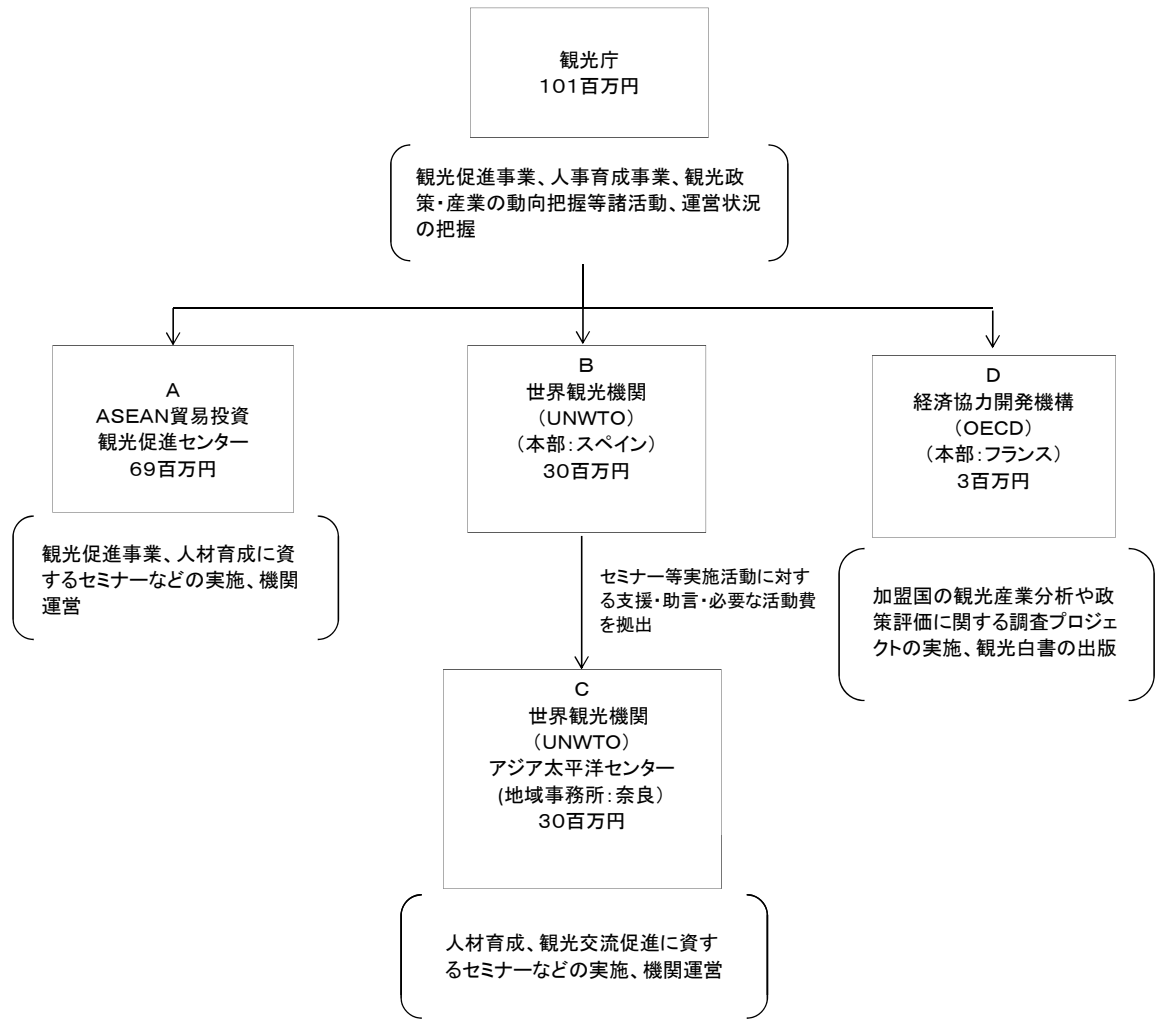 観光庁
101百万円
観光促進事業、人事育成事業、観光政
策・産業の動向把握等諸活動、運営状況
の把握
A
ASEAN貿易投資
観光促進センター
69百万円
観光促進事業、人材育成に資
するセミナーなどの実施、機関
運営
B
世界観光機関
(UNWTO)
(本部:スペイン)
30百万円
セミナー等実施活動に対す
る支援・助言・必要な活動費
を拠出
C
世界観光機関
(UNWTO)
アジア太平洋センター
(地域事務所:奈良)
30百万円
人材育成、観光交流促進に資す
るセミナーなどの実施、機関運営
D
経済協力開発機構
(OECD)
(本部:フランス)
3百万円
加盟国の観光産業分析や政
策評価に関する調査プロジェ
クトの実施、観光白書の出版